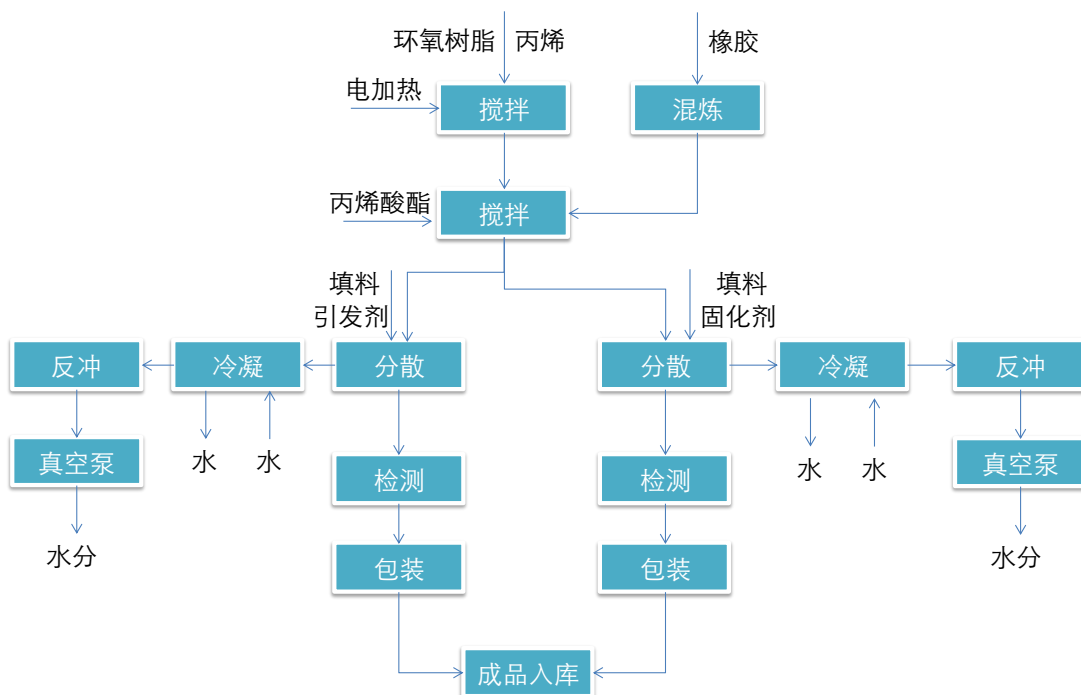 环氧树脂 丙烯
橡胶
电加热
搅拌
混炼
丙烯酸酯
搅拌
填料
引发剂
填料
固化剂
反冲
冷凝
分散
分散
冷凝
反冲
真空泵
水
水
检测
检测
水
水
真空泵
水分
包装
包装
水分
成品入库